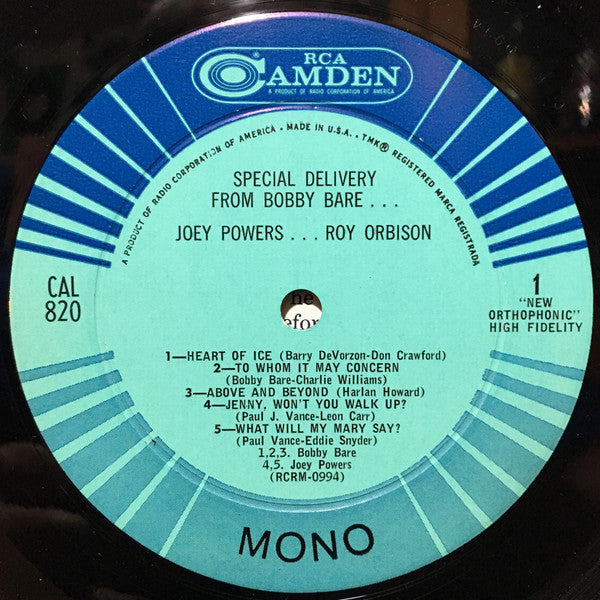 RCA
CAMDEN
A PRODUCT OF RADIO CORPORATION OF AMERICA
A PRODUCT OF RADIO CORPORATION OF AMERICA • MADE IN U.S.A. • TMK® REGISTERED MARCA REGISTRADA
SPECIAL DELIVERY
FROM BOBBY BARE . . .
JOEY POWERS . . . ROY ORBISON
CAL
820
1
"NEW
ORTHOPHONIC"
HIGH FIDELITY
he
efor
1—HEART OF ICE (Barry DeVorzon-Don Crawford)
2—TO WHOM IT MAY CONCERN
(Bobby Bare-Charlie Williams)
3—ABOVE AND BEYOND (Harlan Howard)
4—JENNY, WON'T YOU WALK UP?
(Paul J. Vance-Leon Carr)
5—WHAT WILL MY MARY SAY?
(Paul Vance-Eddie Snyder)
1,2,3. Bobby Bare
4,5. Joey Powers
(RCRM-0994)
MONO